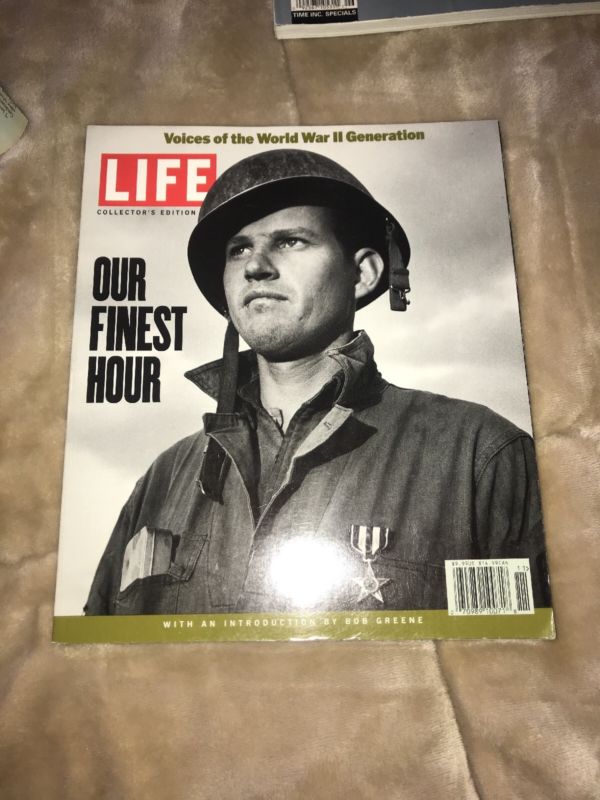 TIME INC. SPECIALS
Voices of the World War II Generation
LIFE
COLLECTOR'S EDITION
OUR
FINEST
HOUR
WITH AN INTRODUCTION BY BOB GREENE